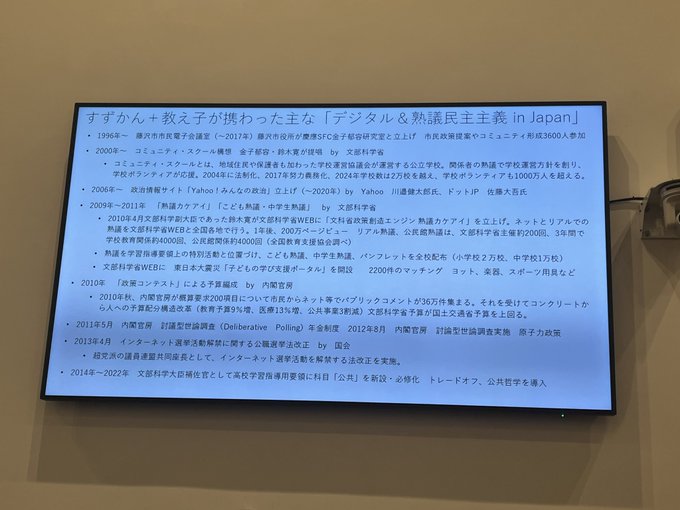 すずかん＋教え子が携わった主な「デジタル＆熟議民主主義 in Japan」
• 1996年～　藤沢市市民電子会議室（～2017年）藤沢市役所が慶應SFC金子郁容研究室と立上げ　市民政策提案やコミュニティ形成3600人参加
• 2000年～　コミュニティ・スクール構想　金子郁容・鈴木寛が提唱　by　文部科学省
• コミュニティ・スクールとは、地域住民や保護者も加わった学校運営協議会が運営する公立学校。関係者の熟議で学校運営方針を創り、
学校ボランティアが応援。2004年に法制化、2017年努力義務化、2024年学校数は2万校を越え、学校ボランティアも1000万人を超える。
• 2006年～　政治情報サイト「Yahoo！みんなの政治」立上げ（～2020年）by　Yahoo　川邉健太郎氏、ドットJP　佐藤大吾氏
• 2009年～2011年　「熟議カケアイ」「こども熟議・中学生熟議」　by　文部科学省
• 2010年4月文部科学副大臣であった鈴木寛が文部科学省WEBに「文科省政策創造エンジン 熟議カケアイ」を立上げ。ネットとリアルでの
熟議を文部科学省WEBと全国各地で行う。1年後、200万ページビュー　リアル熟議、公民館熟議は、文部科学省主催約200回、3年間で
学校教育関係約4000回、公民館関係約4000回（全国教育支援協会調べ）
• 熟議を学習指導要領上の特別活動と位置づけ、こども熟議、中学生熟議、パンフレットを全校配布（小学校２万校、中学校1万校）
• 文部科学省WEBに　東日本大震災「子どもの学び支援ポータル」を開設　　2200件のマッチング　ヨット、楽器、スポーツ用具など
• 2010年　「政策コンテスト」による予算編成　by　内閣官房
• 2010年秋、内閣官房が概算要求200項目について市民からネット等でパブリックコメントが36万件集まる。それを受けてコンクリートか
ら人への予算配分構造改革（教育予算9％増、医療13％増、公共事業3割減）文部科学省予算が国土交通省予算を上回る。
• 2011年5月　内閣官房　討議型世論調査（Deliberative　Polling）年金制度　2012年8月　内閣官房　討論型世論調査実施　原子力政策
• 2013年4月　インターネット選挙活動解禁に関する公職選挙法改正　by　国会
• 超党派の議員連盟共同座長として、インターネット選挙活動を解禁する法改正を実施。
• 2014年～2022年　文部科学大臣補佐官として高校学習指導用要領に科目「公共」を新設・必修化　トレードオフ、公共哲学を導入